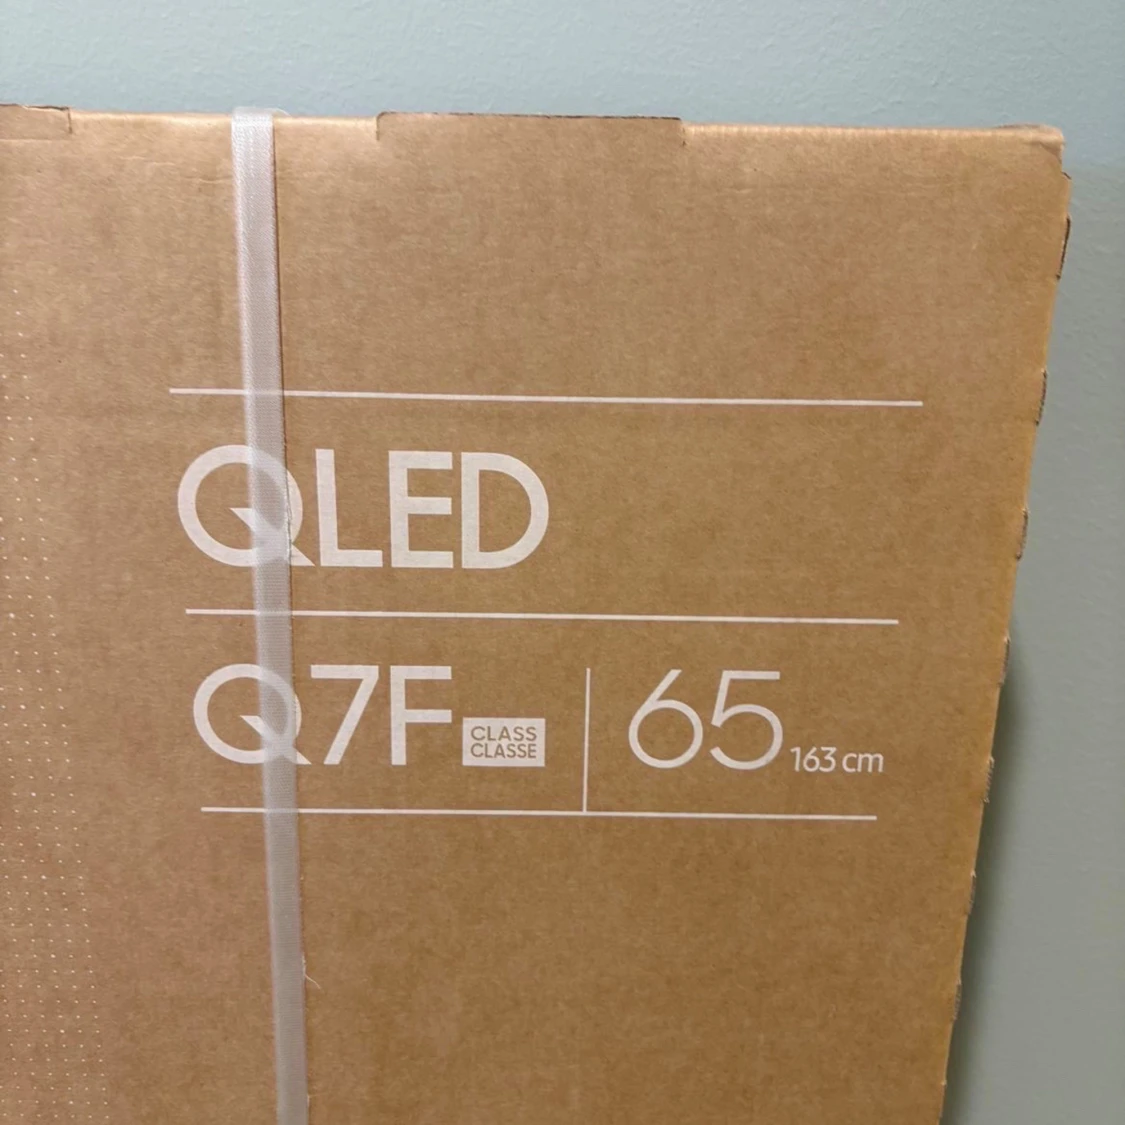 QLED
Q7F CLASS 65 163 cm
CLASSE